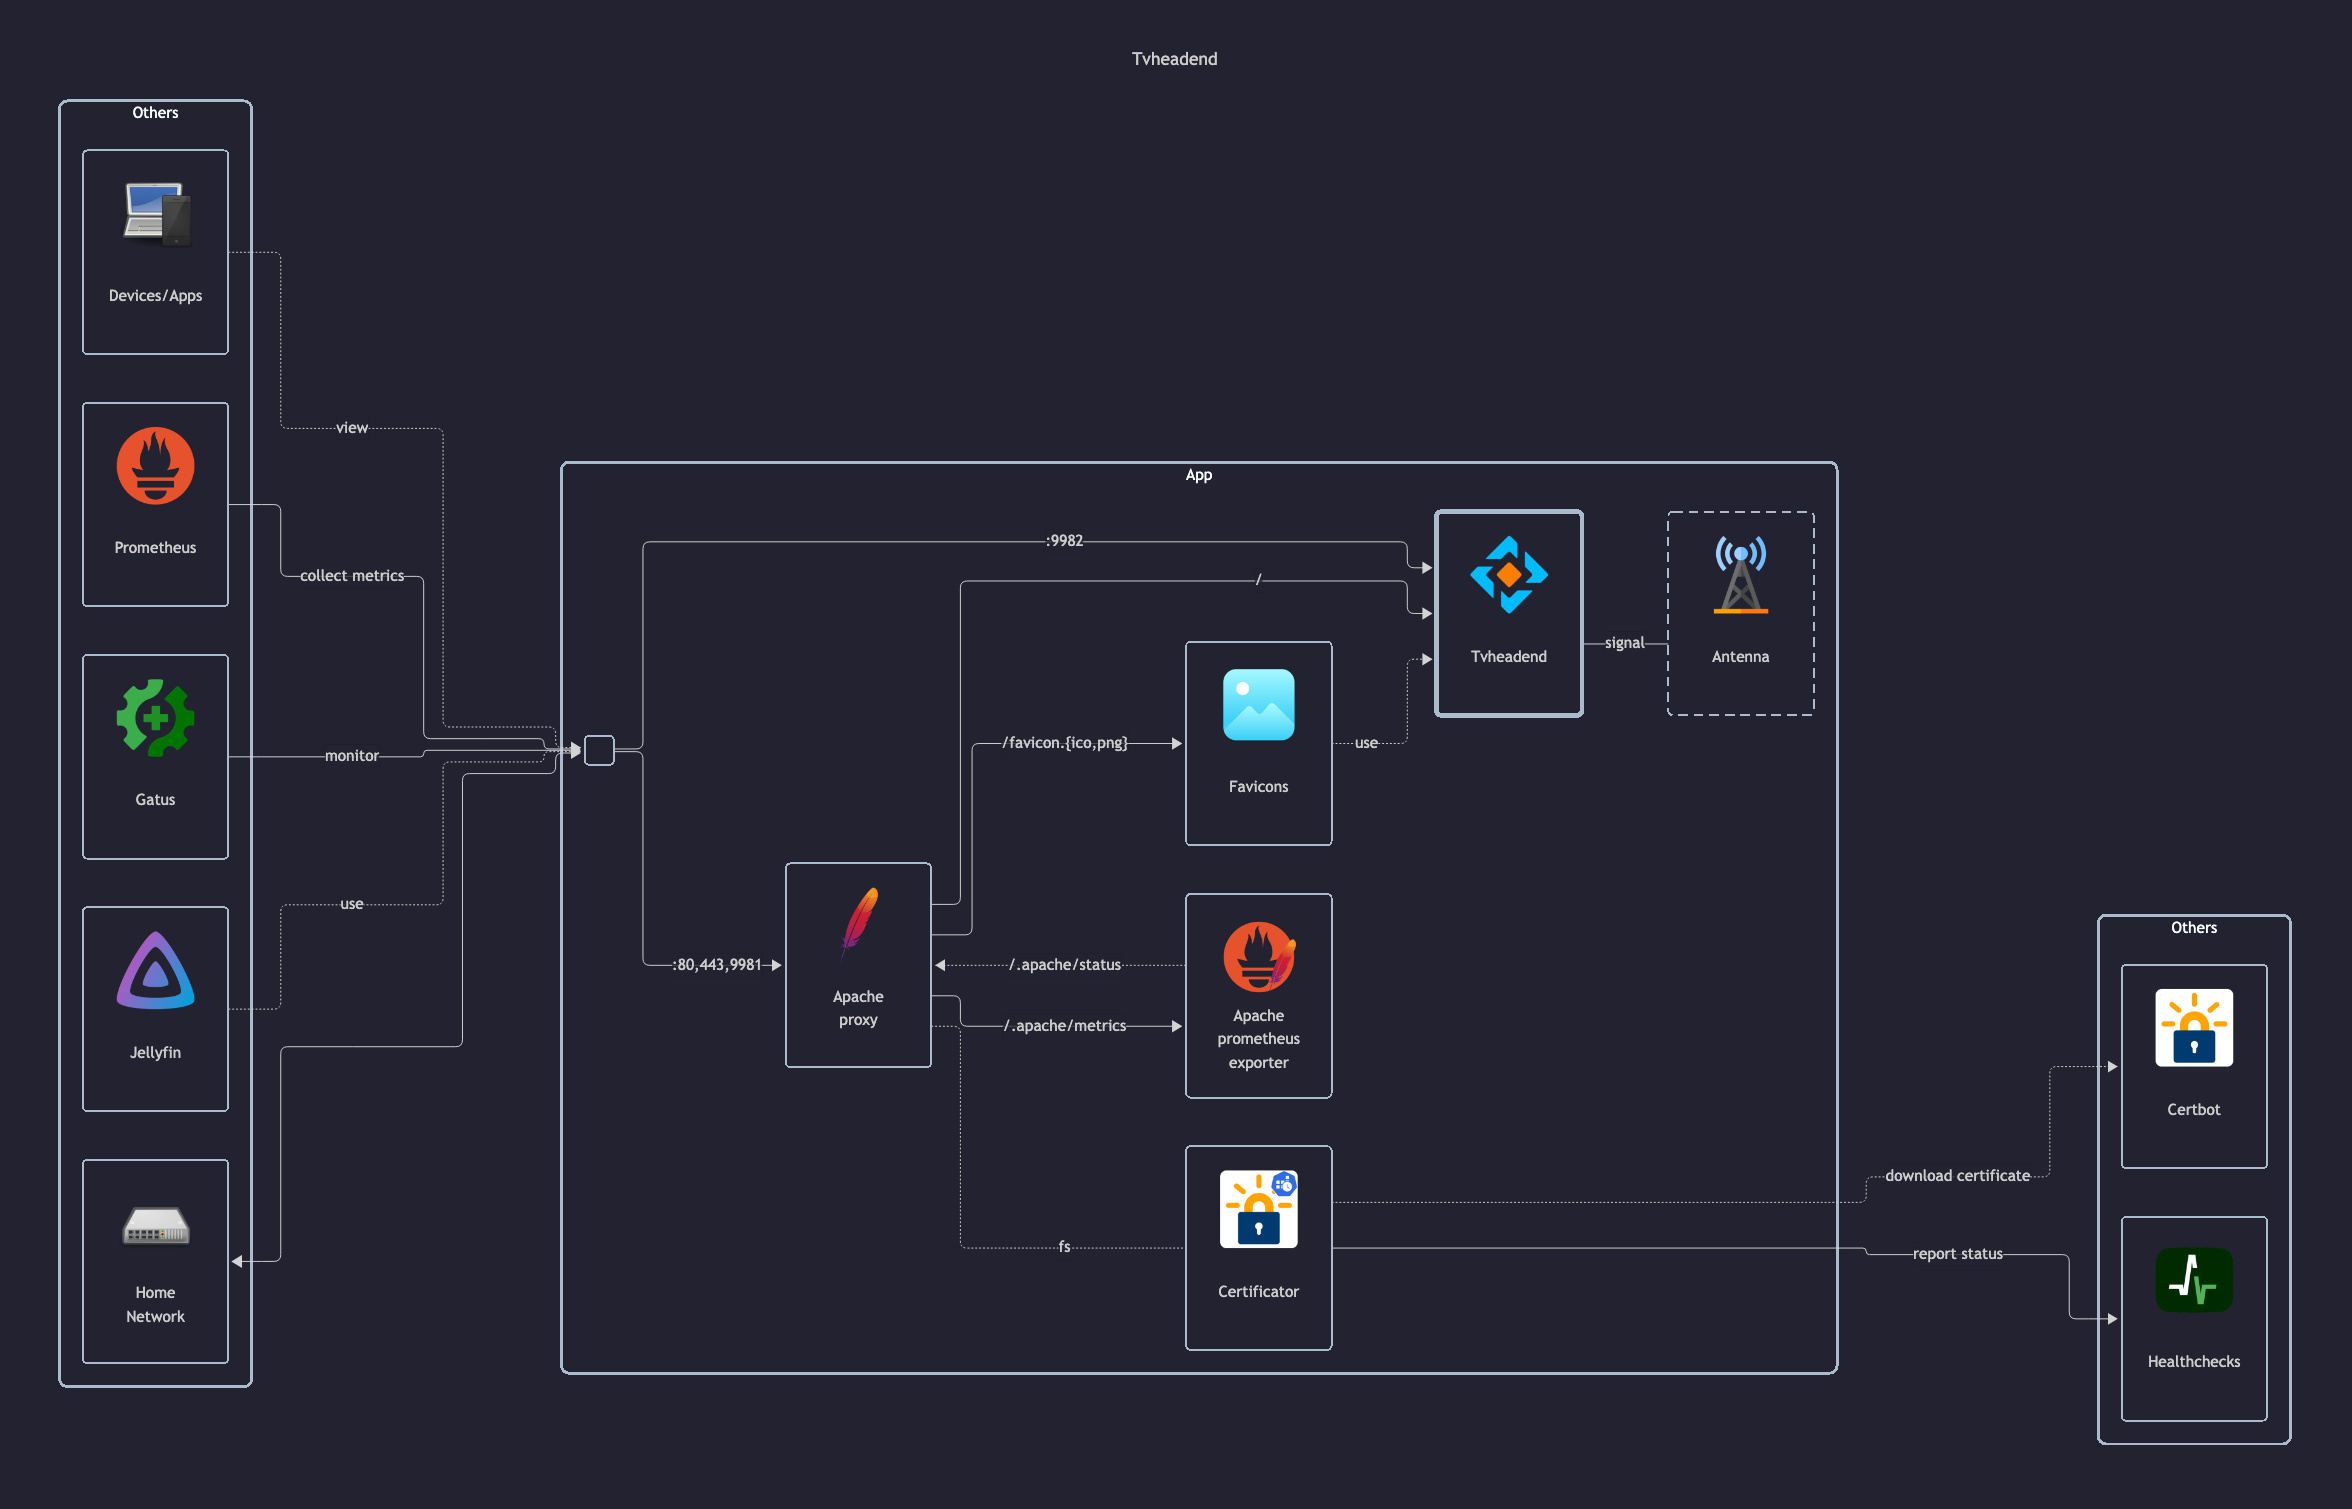 Tvheadend
Others
Devices/Apps
view
Prometheus
collect metrics
Gatus
monitor
Jellyfin
use
Home
Network
App
:9982
/
Tvheadend
signal
Antenna
/favicon.{ico,png}
Favicons
use
:80,443,9981
Apache
proxy
/.apache/status
/.apache/metrics
Apache
prometheus
exporter
fs
Certificator
download certificate
report status
Others
Certbot
Healthchecks